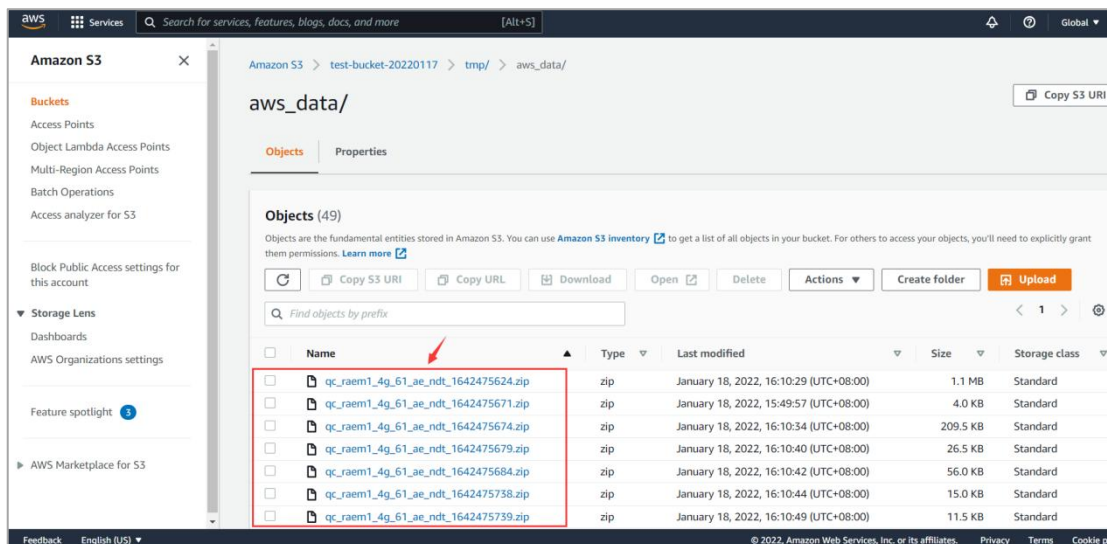 aws Services Search for services, features, blogs, docs, and more [Alt+S] Global
Amazon S3
Buckets
Access Points
Object Lambda Access Points
Multi-Region Access Points
Batch Operations
Access analyzer for S3
Block Public Access settings for
this account
Storage Lens
Dashboards
AWS Organizations settings
Feature spotlight 3
AWS Marketplace for S3
Amazon S3 > test-bucket-20220117 > tmp/ > aws_data/
aws_data/
Copy S3 URI
Objects Properties
Objects (49)
Objects are the fundamental entities stored in Amazon S3. You can use Amazon S3 inventory to get a list of all objects in your bucket. For others to access your objects, you'll need to explicitly grant
them permissions. Learn more
Copy S3 URI Copy URL Download Open Delete Actions Create folder Upload
Find objects by prefix < 1 >
Name Type Last modified Size Storage class
qc_raem1_4g_61_ae_ndt_1642475624.zip zip January 18, 2022, 16:10:29 (UTC+08:00) 1.1 MB Standard
qc_raem1_4g_61_ae_ndt_1642475671.zip zip January 18, 2022, 15:49:57 (UTC+08:00) 4.0 KB Standard
qc_raem1_4g_61_ae_ndt_1642475674.zip zip January 18, 2022, 16:10:34 (UTC+08:00) 209.5 KB Standard
qc_raem1_4g_61_ae_ndt_1642475679.zip zip January 18, 2022, 16:10:40 (UTC+08:00) 26.5 KB Standard
qc_raem1_4g_61_ae_ndt_1642475684.zip zip January 18, 2022, 16:10:42 (UTC+08:00) 56.0 KB Standard
qc_raem1_4g_61_ae_ndt_1642475738.zip zip January 18, 2022, 16:10:44 (UTC+08:00) 15.0 KB Standard
qc_raem1_4g_61_ae_ndt_1642475739.zip zip January 18, 2022, 16:10:49 (UTC+08:00) 11.5 KB Standard
Feedback English (US) © 2022, Amazon Web Services, Inc. or its affiliates. Privacy Terms Cookie